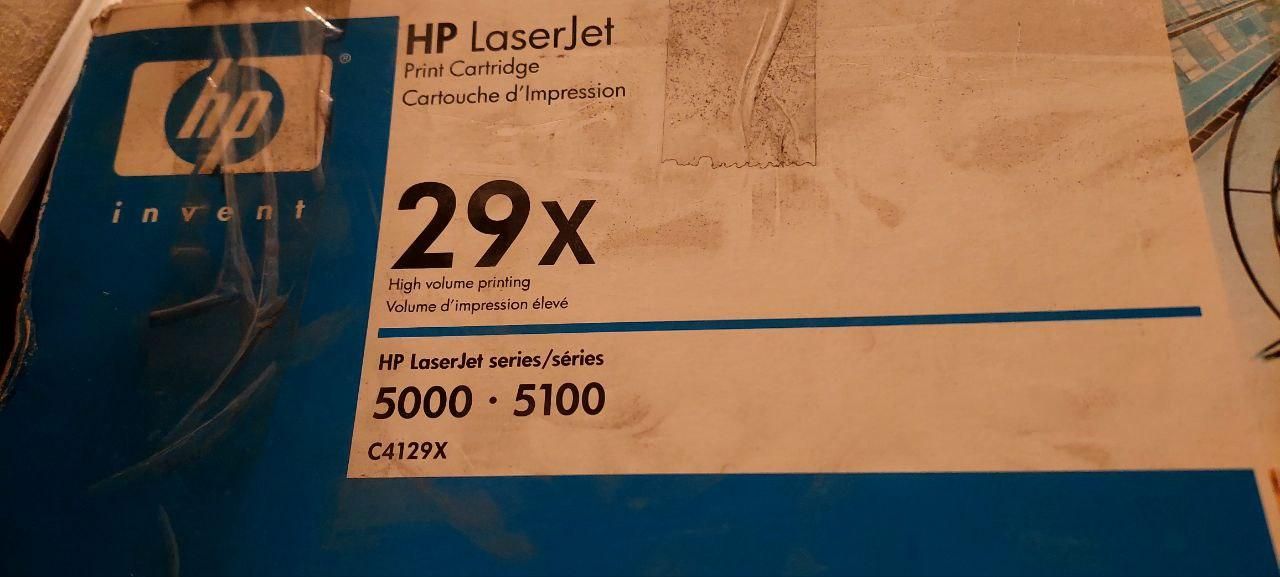 hp
®
invent
HP LaserJet
Print Cartridge
Cartouche d'Impression
29X
High volume printing
Volume d'impression élevé
HP LaserJet series/séries
5000 · 5100
C4129X